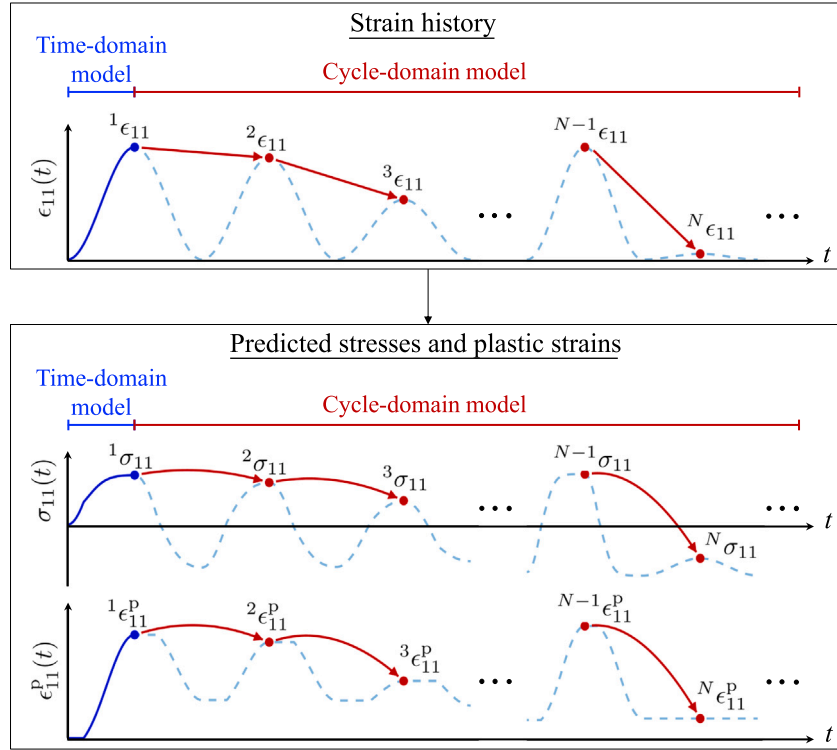 Strain history
Time-domain
model
Cycle-domain model
ϵ₁₁(t)
¹ϵ₁₁
²ϵ₁₁
³ϵ₁₁
...
ᴺ⁻¹ϵ₁₁
ᴺϵ₁₁
...
t
Predicted stresses and plastic strains
Time-domain
model
Cycle-domain model
σ₁₁(t)
¹σ₁₁
²σ₁₁
³σ₁₁
...
ᴺ⁻¹σ₁₁
ᴺσ₁₁
...
t
ϵᵖ₁₁(t)
¹ϵᵖ₁₁
²ϵᵖ₁₁
³ϵᵖ₁₁
...
ᴺ⁻¹ϵᵖ₁₁
ᴺϵᵖ₁₁
...
t